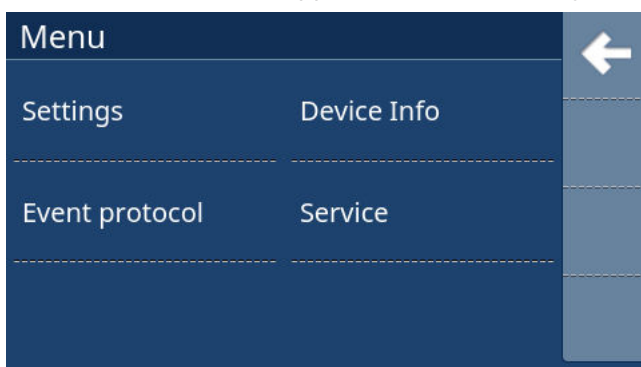 Menu
Settings
Device Info
Event protocol
Service